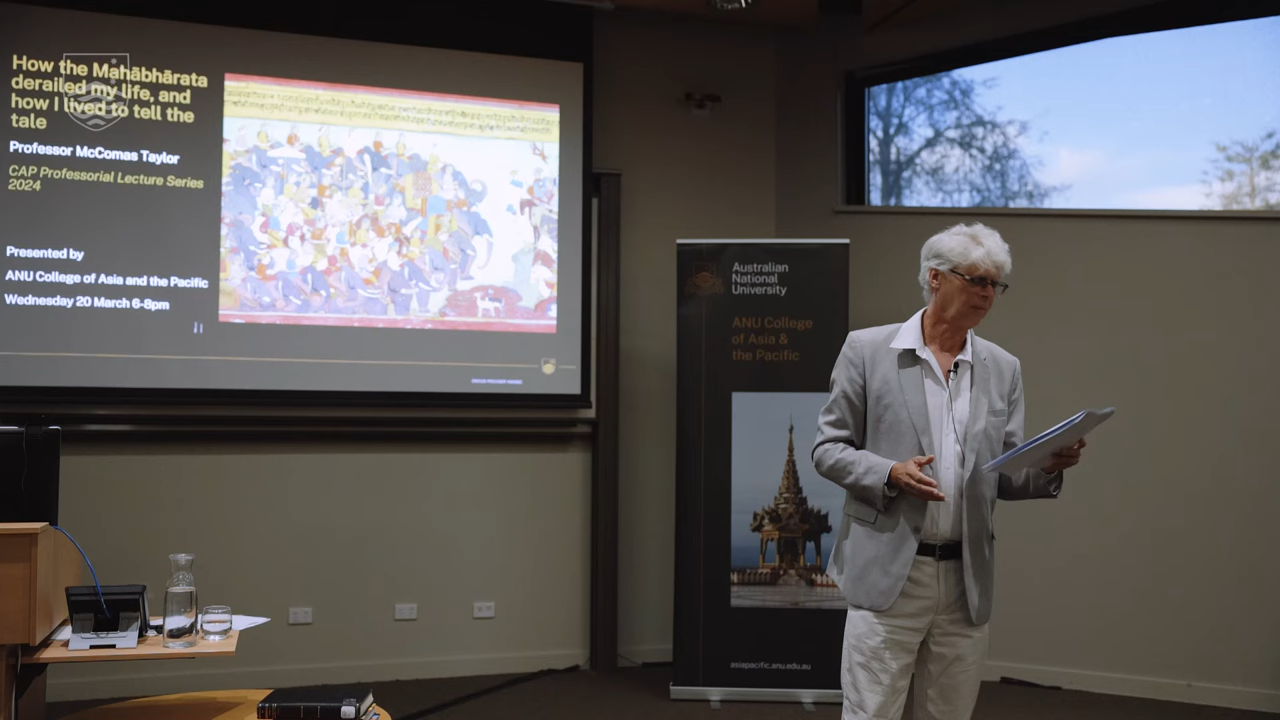 How the Mahābhārata
derailed my life, and
how I lived to tell the
tale
Professor McComas Taylor
CAP Professorial Lecture Series
2024
Presented by
ANU College of Asia and the Pacific
Wednesday 20 March 6-8pm
Australian
National
University
ANU College
of Asia &
the Pacific
asiapacific.anu.edu.au